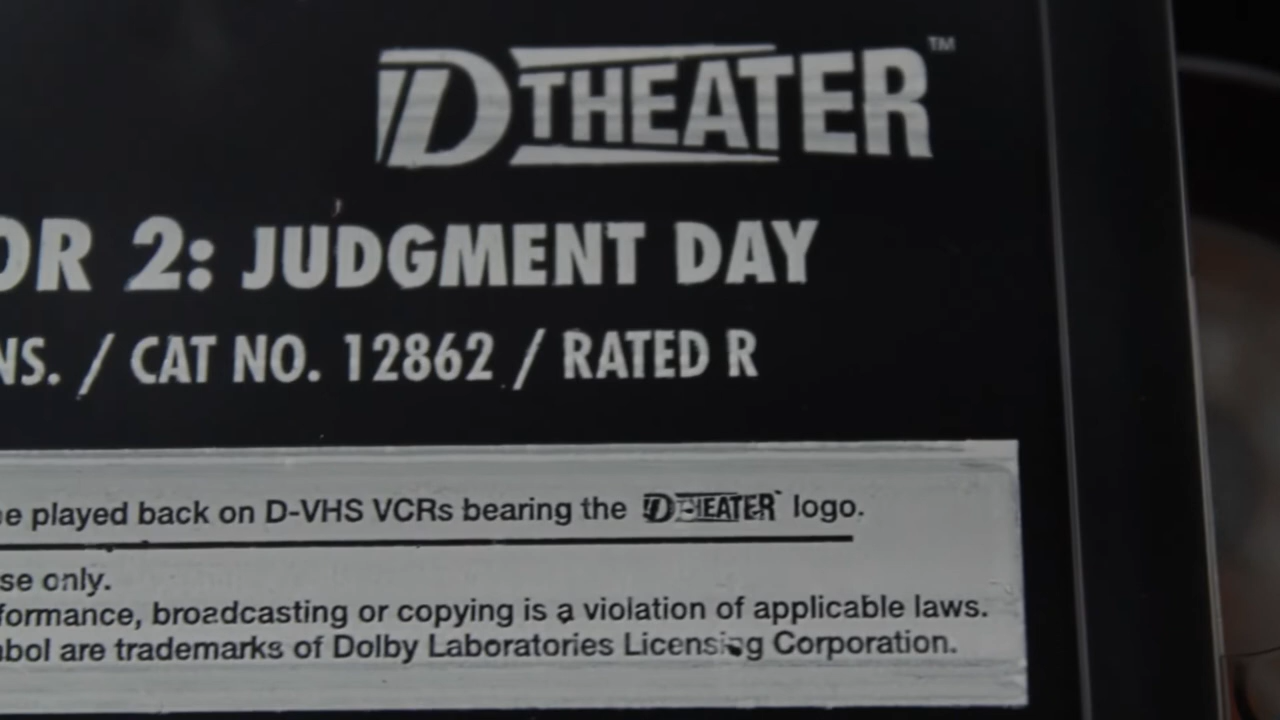 D THEATER™
OR 2: JUDGMENT DAY
NS. / CAT NO. 12862 / RATED R
e played back on D-VHS VCRs bearing the D THEATER logo.
se only.
formance, broadcasting or copying is a violation of applicable laws.
bol are trademarks of Dolby Laboratories Licensing Corporation.